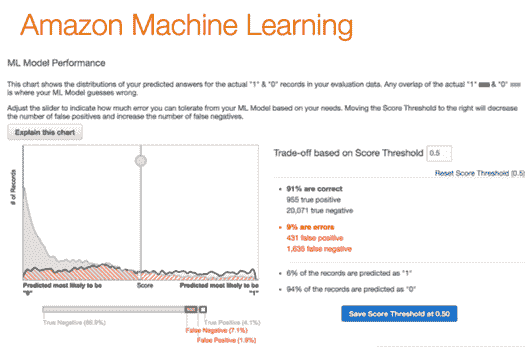 Amazon Machine Learning
ML Model Performance
This chart shows the distributions of your predicted answers for the actual "1" & "0" records in your evaluation data. Any overlap of the actual "1" & "0"
is where your ML Model guesses wrong.
Adjust the slider to indicate how much error you can tolerate from your ML Model based on your needs. Moving the Score Threshold to the right will decrease
the number of false positives and increase the number of false negatives.
Explain this chart
# of Records
Predicted most likely to be
"0"
Score
Predicted most likely to be
"1"
True Negative (86.9%)
True Positive (4.1%)
False Negative (7.1%)
False Positive (1.9%)
Trade-off based on Score Threshold 0.5
Reset Score Threshold (0.5)
91% are correct
955 true positive
20,071 true negative
9% are errors
431 false positive
1,635 false negative
6% of the records are predicted as "1"
94% of the records are predicted as "0"
Save Score Threshold at 0.50